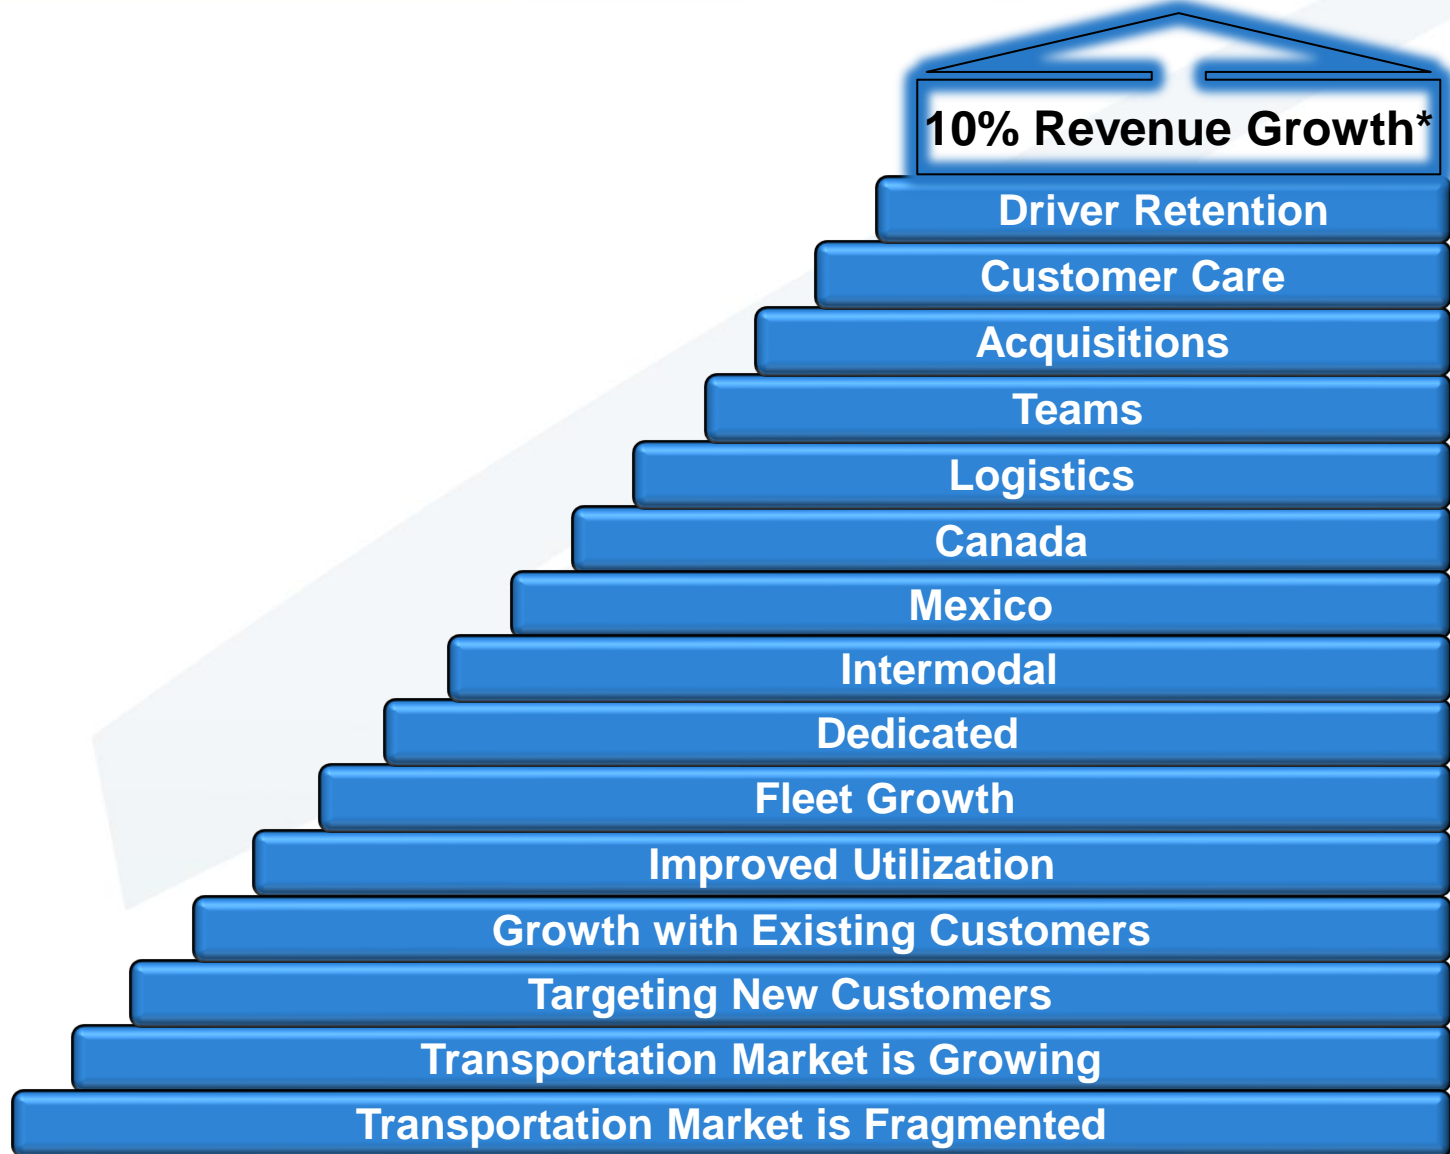 10% Revenue Growth*
Driver Retention
Customer Care
Acquisitions
Teams
Logistics
Canada
Mexico
Intermodal
Dedicated
Fleet Growth
Improved Utilization
Growth with Existing Customers
Targeting New Customers
Transportation Market is Growing
Transportation Market is Fragmented